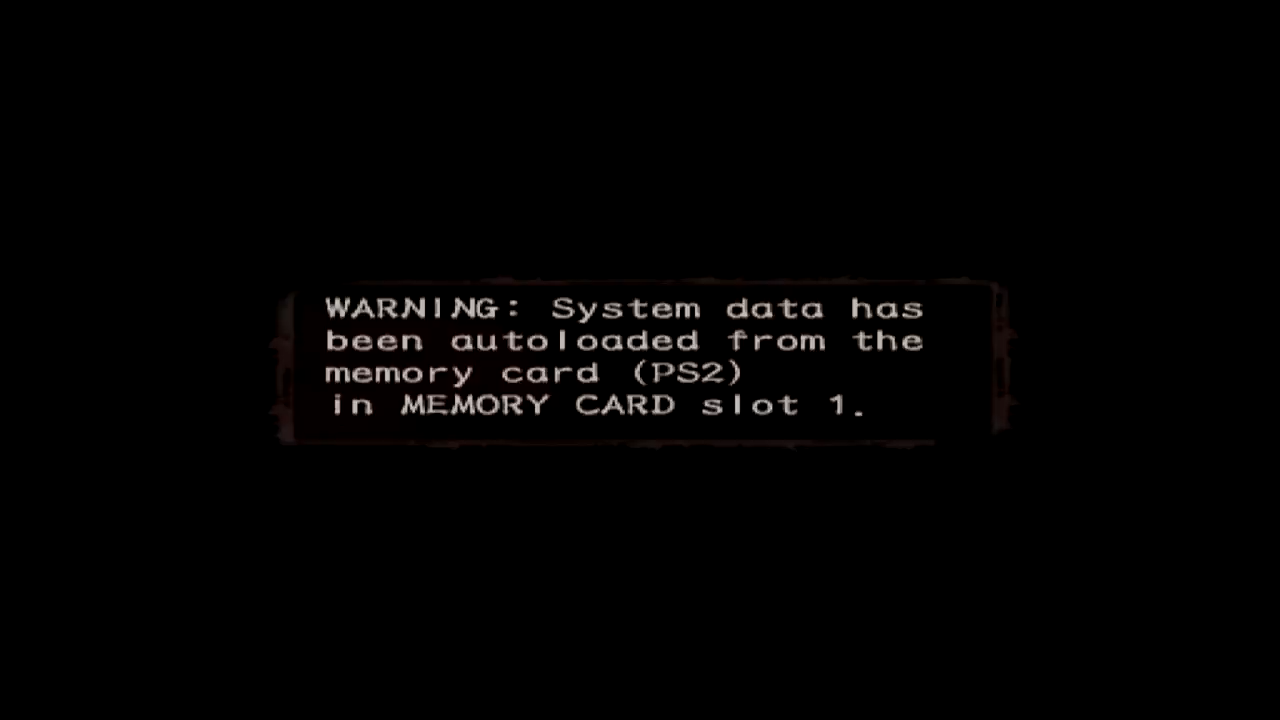 WARNING: System data has
been autoloaded from the
memory card (PS2)
in MEMORY CARD slot 1.